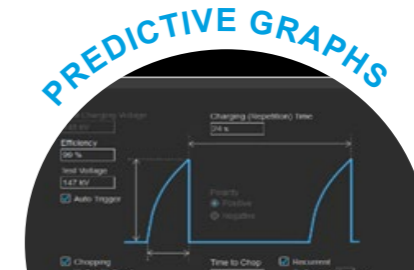 PREDICTIVE GRAPHS
Charging Voltage
Charging (Repetition) Time
24 s
Efficiency
99 %
Test Voltage
147 kV
Auto Trigger
Polarity
Positive
Negative
Chopping
Time to Chop
Recurrent